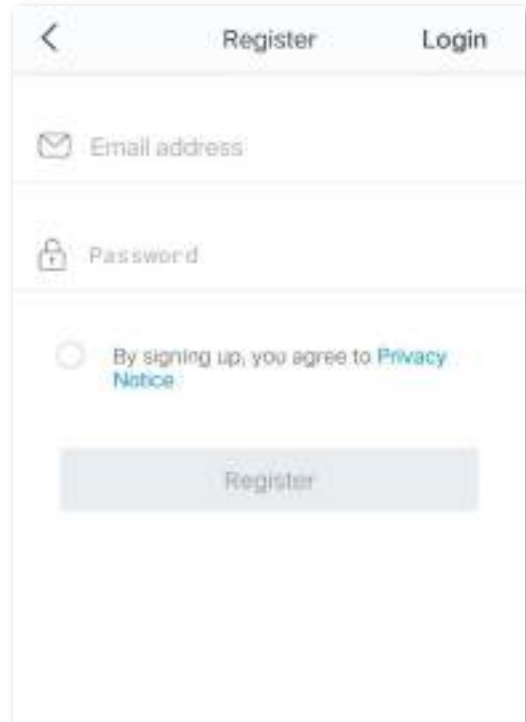 Register
Login
Email address
Password
By signing up, you agree to Privacy
Notice
Register